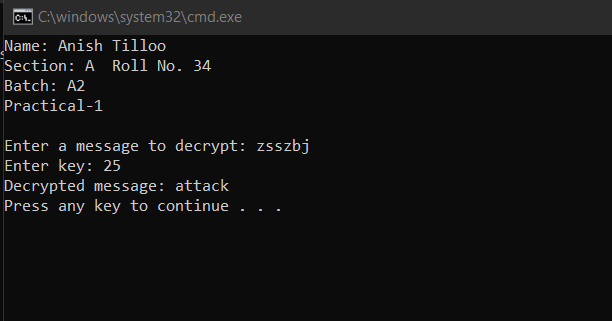 C:\windows\system32\cmd.exe
Name: Anish Tilloo
Section: A  Roll No. 34
Batch: A2
Practical-1
Enter a message to decrypt: zsszbj
Enter key: 25
Decrypted message: attack
Press any key to continue . . .